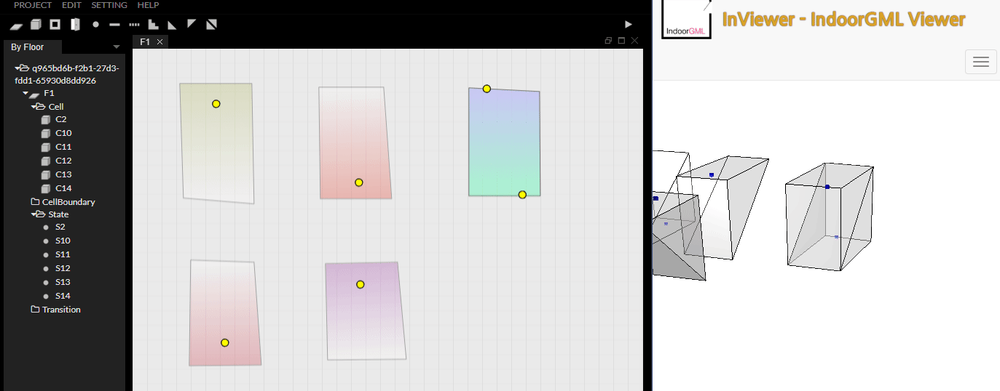 PROJECT EDIT SETTING HELP
By Floor
F1
q965bd6b-f2b1-27d3-
fdd1-65930d8dd926
F1
Cell
C2
C10
C11
C12
C13
C14
CellBoundary
State
S2
S10
S11
S12
S13
S14
Transition
IndoorGML
InViewer - IndoorGML Viewer